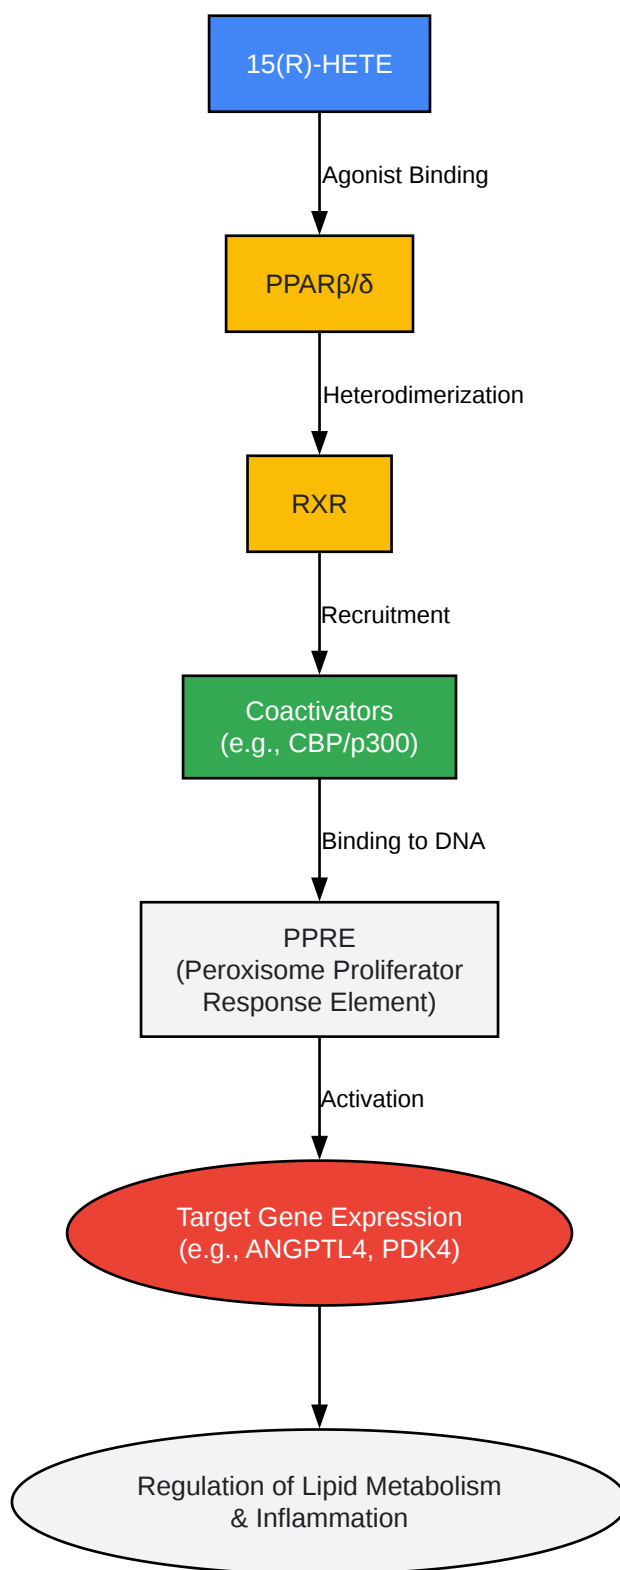 15(R)-HETE
Agonist Binding
PPARβ/δ
Heterodimerization
RXR
Recruitment
Coactivators
(e.g., CBP/p300)
Binding to DNA
PPRE
(Peroxisome Proliferator
Response Element)
Activation
Target Gene Expression
(e.g., ANGPTL4, PDK4)
Regulation of Lipid Metabolism
& Inflammation